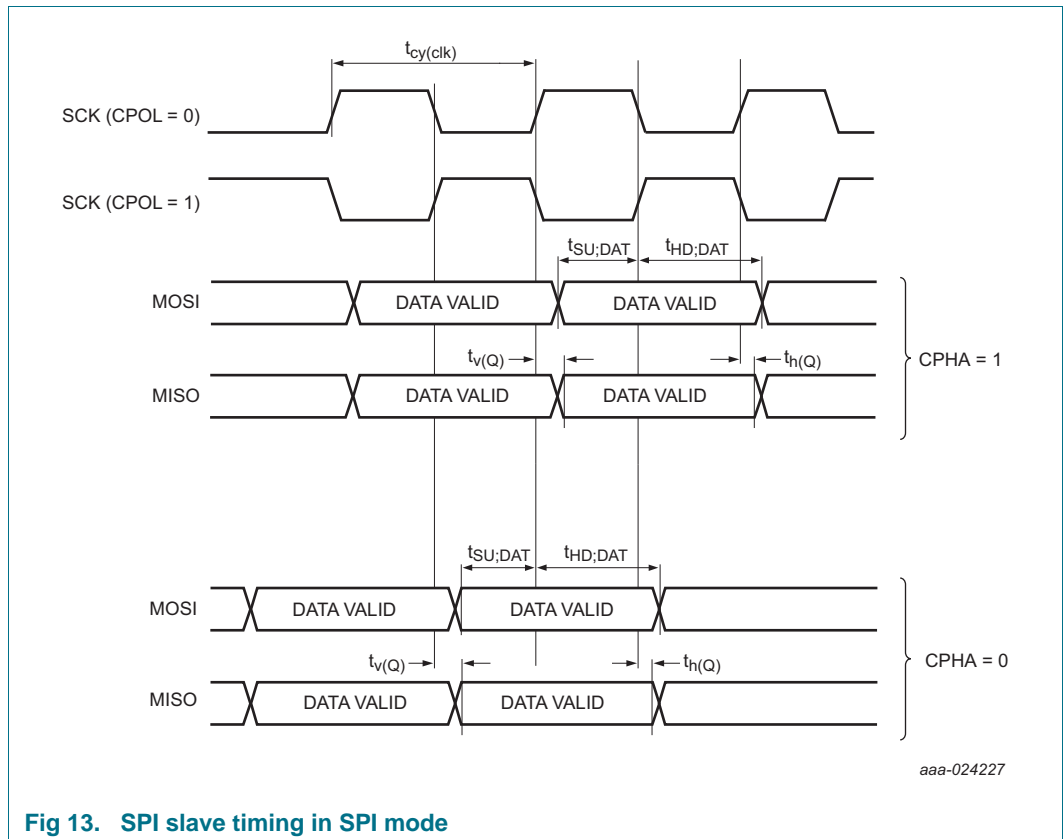 tcy(clk)
SCK (CPOL = 0)
SCK (CPOL = 1)
tSU;DAT tHD;DAT
MOSI DATA VALID DATA VALID
tv(Q) th(Q)
CPHA = 1
MISO DATA VALID DATA VALID
tSU;DAT tHD;DAT
MOSI DATA VALID DATA VALID
tv(Q) th(Q)
CPHA = 0
MISO DATA VALID DATA VALID
aaa-024227
Fig 13. SPI slave timing in SPI mode